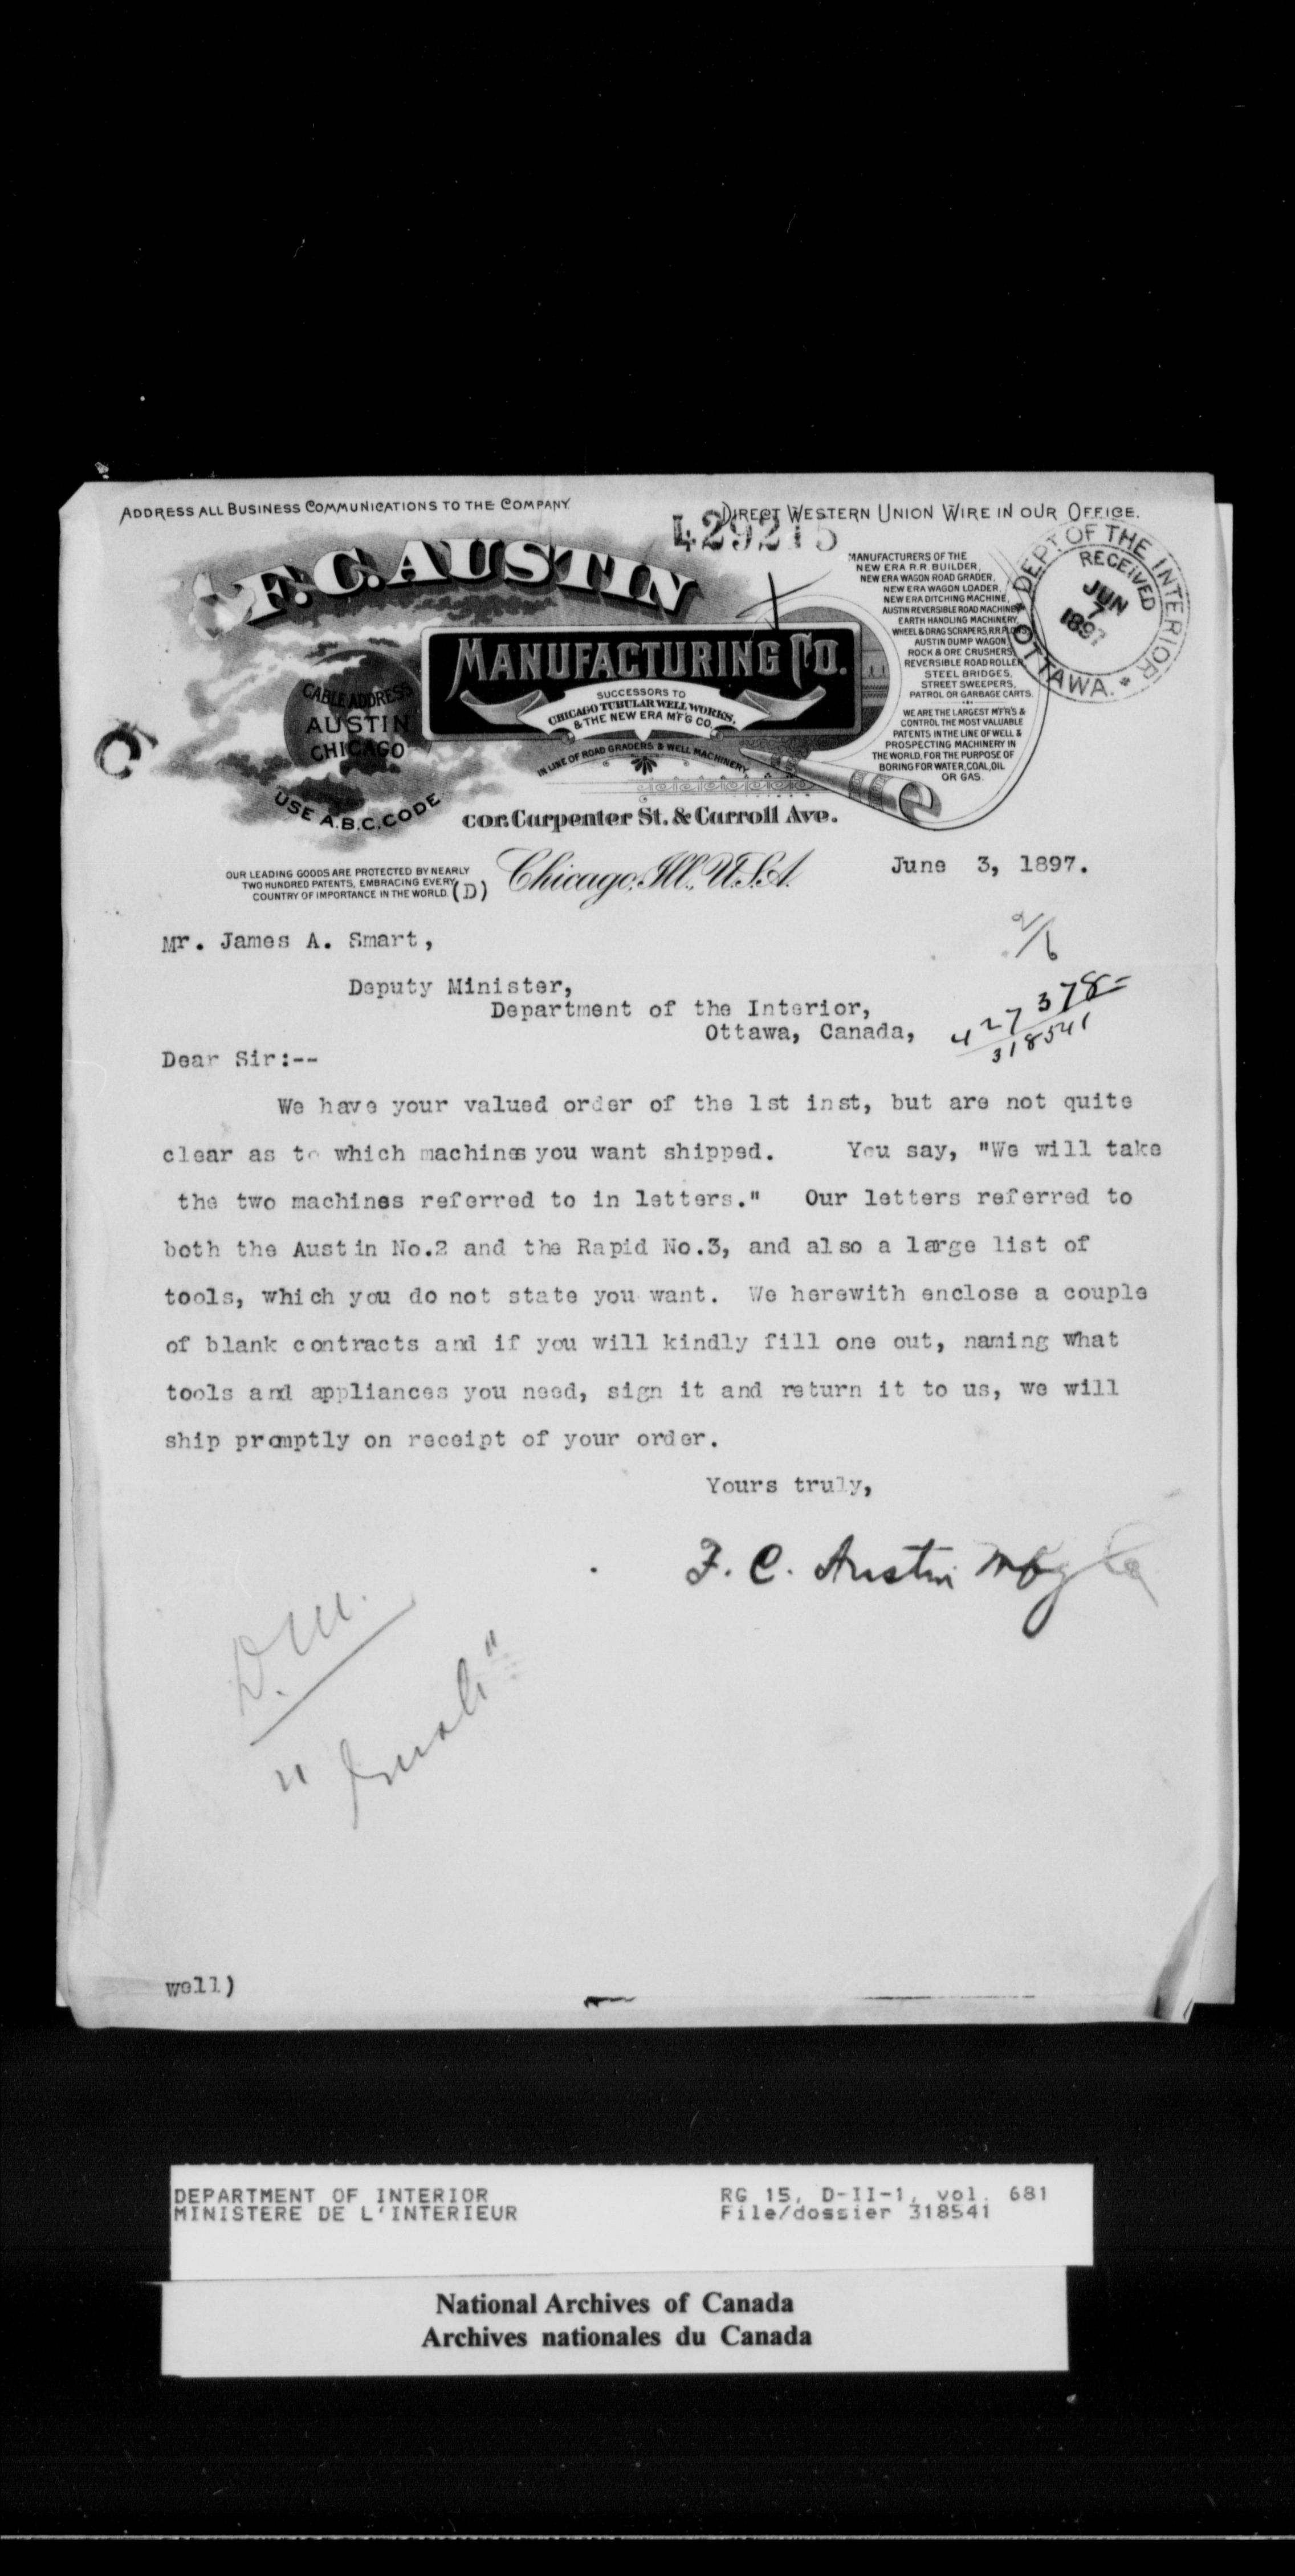 ADDRESS ALL BUSINESS COMMUNICATIONS TO THE COMPANY.
DIRECT WESTERN UNION WIRE IN OUR OFFICE.
429215
F. C. AUSTIN
MANUFACTURING CO.
SUCCESSORS TO
CHICAGO TUBULAR WELL WORKS,
& THE NEW ERA M'F'G CO.
IN LINE OF ROAD GRADERS & WELL MACHINERY
CABLE ADDRESS
AUSTIN
CHICAGO
USE A.B.C. CODE
MANUFACTURERS OF THE
NEW ERA R.R. BUILDER,
NEW ERA WAGON ROAD GRADER,
NEW ERA WAGON LOADER,
NEW ERA DITCHING MACHINE,
AUSTIN REVERSIBLE ROAD MACHINE,
EARTH HANDLING MACHINERY,
WHEEL & DRAG SCRAPERS, R.R. PLOWS,
AUSTIN DUMP WAGON,
ROCK & ORE CRUSHERS,
REVERSIBLE ROAD ROLLER,
STEEL BRIDGES,
STREET SWEEPERS,
PATROL OR GARBAGE CARTS.
WE ARE THE LARGEST M'F'R'S &
CONTROL THE MOST VALUABLE
PATENTS IN THE LINE OF WELL &
PROSPECTING MACHINERY IN
THE WORLD, FOR THE PURPOSE OF
BORING FOR WATER, COAL, OIL
OR GAS.
DEPT OF THE INTERIOR
RECEIVED
JUN
7
1897
OTTAWA.
cor. Carpenter St. & Carroll Ave.
OUR LEADING GOODS ARE PROTECTED BY NEARLY
TWO HUNDRED PATENTS, EMBRACING EVERY
COUNTRY OF IMPORTANCE IN THE WORLD.
(D)
Chicago, Ill., U.S.A.
June 3, 1897.
Mr. James A. Smart,
Deputy Minister,
Department of the Interior,
Ottawa, Canada,
427378
318541
Dear Sir:--
We have your valued order of the 1st inst, but are not quite
clear as to which machines you want shipped. You say, "We will take
the two machines referred to in letters." Our letters referred to
both the Austin No.2 and the Rapid No.3, and also a large list of
tools, which you do not state you want. We herewith enclose a couple
of blank contracts and if you will kindly fill one out, naming what
tools and appliances you need, sign it and return it to us, we will
ship promptly on receipt of your order.
Yours truly,
F. C. Austin Mfg Co
D.M.
well)
DEPARTMENT OF INTERIOR
MINISTERE DE L'INTERIEUR
RG 15, D-II-1, vol. 681
File/dossier 318541
National Archives of Canada
Archives nationales du Canada